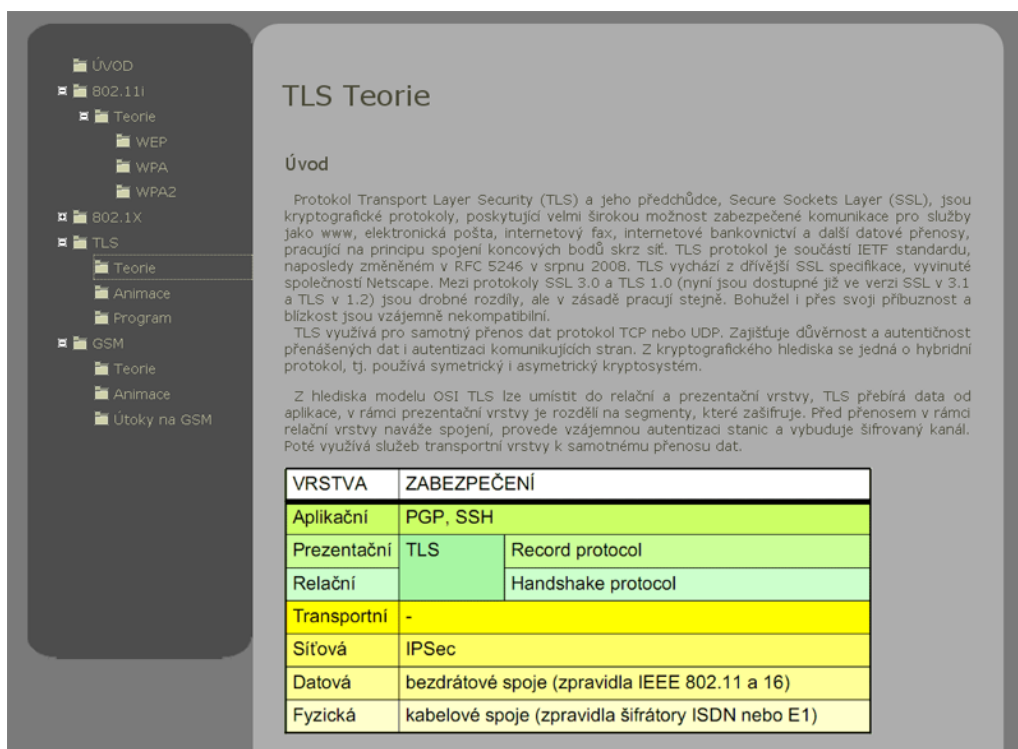 ÚVOD
802.11i
Teorie
WEP
WPA
WPA2
802.1X
TLS
Teorie
Animace
Program
GSM
Teorie
Animace
Útoky na GSM
TLS Teorie
Úvod
Protokol Transport Layer Security (TLS) a jeho předchůdce, Secure Sockets Layer (SSL), jsou
kryptografické protokoly, poskytující velmi širokou možnost zabezpečené komunikace pro služby
jako www, elektronická pošta, internetový fax, internetové bankovnictví a další datové přenosy,
pracující na principu spojení koncových bodů skrz síť. TLS protokol je součástí IETF standardu,
naposledy změněném v RFC 5246 v srpnu 2008. TLS vychází z dřívější SSL specifikace, vyvinuté
společností Netscape. Mezi protokoly SSL 3.0 a TLS 1.0 (nyní jsou dostupné již ve verzi SSL v 3.1
a TLS v 1.2) jsou drobné rozdíly, ale v zásadě pracují stejně. Bohužel i přes svoji příbuznost a
blízkost jsou vzájemně nekompatibilní.
TLS využívá pro samotný přenos dat protokol TCP nebo UDP. Zajišťuje důvěrnost a autentičnost
přenášených dat i autentizaci komunikujících stran. Z kryptografického hlediska se jedná o hybridní
protokol, tj. používá symetrický i asymetrický kryptosystém.
Z hlediska modelu OSI TLS lze umístit do relační a prezentační vrstvy, TLS přebírá data od
aplikace, v rámci prezentační vrstvy je rozdělí na segmenty, které zašifruje. Před přenosem v rámci
relační vrstvy naváže spojení, provede vzájemnou autentizaci stanic a vybuduje šifrovaný kanál.
Poté využívá služeb transportní vrstvy k samotnému přenosu dat.
VRSTVA ZABEZPEČENÍ
Aplikační PGP, SSH
Prezentační TLS Record protocol
Relační Handshake protocol
Transportní -
Síťová IPSec
Datová bezdrátové spoje (zpravidla IEEE 802.11 a 16)
Fyzická kabelové spoje (zpravidla šifrátory ISDN nebo E1)